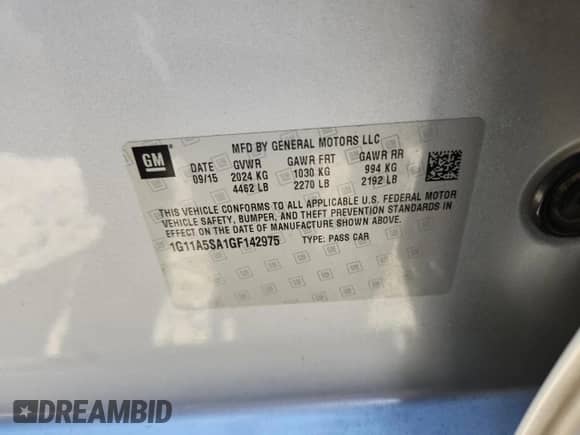 GM
MFD BY GENERAL MOTORS LLC
DATE GVWR GAWR FRT GAWR RR
09/15 2024 KG 1030 KG 994 KG
4462 LB 2270 LB 2192 LB
THIS VEHICLE CONFORMS TO ALL APPLICABLE U.S. FEDERAL MOTOR
VEHICLE SAFETY, BUMPER, AND THEFT PREVENTION STANDARDS IN
EFFECT ON THE DATE OF MANUFACTURE SHOWN ABOVE.
1G11A5SA1GF142975 TYPE: PASS CAR
DREAMBID